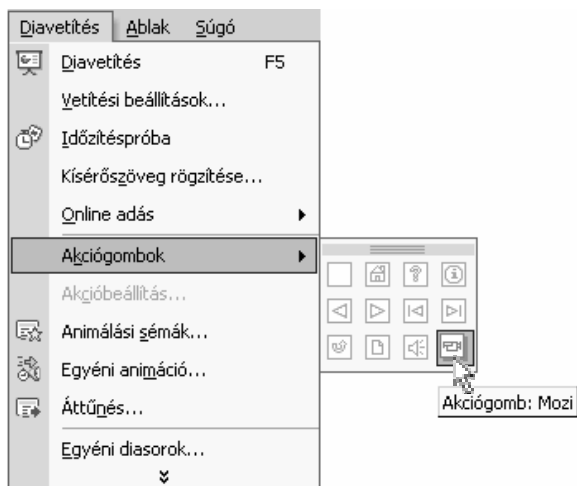 Diavetítés Ablak Súgó
Diavetítés F5
Vetítési beállítások...
Időzítéspróba
Kísérőszöveg rögzítése...
Online adás
Akciógombok
Akcióbeállítás...
Animálási sémák...
Egyéni animáció...
Áttűnés...
Egyéni diasorok...
Akciógomb: Mozi